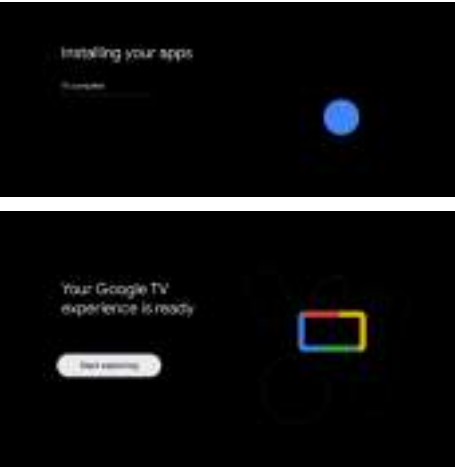 Installing your apps
Your Google TV
experience is ready
Start exploring